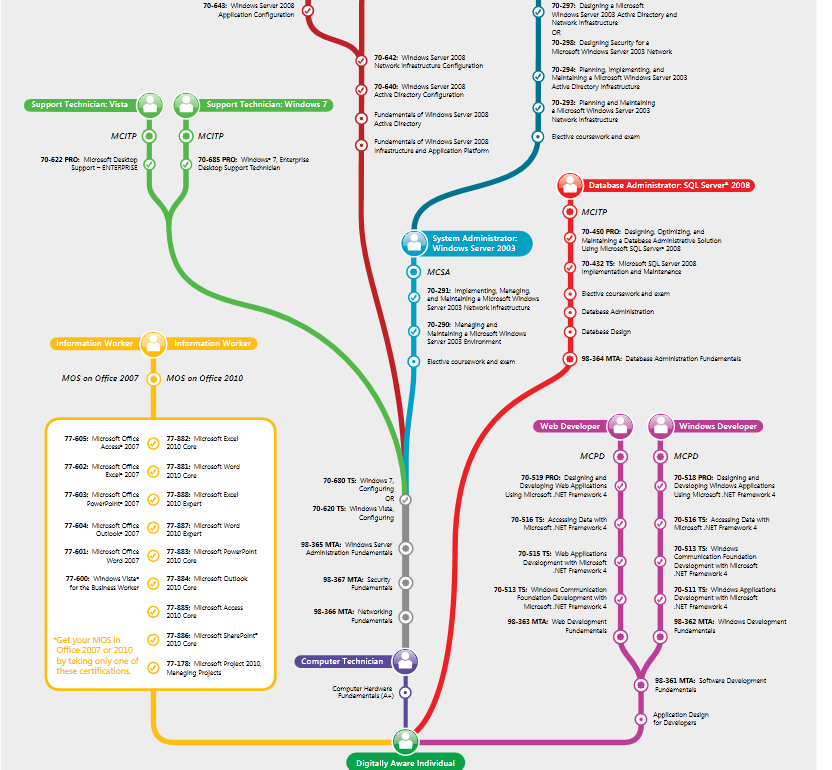 70-643: Windows Server 2008
Application Configuration
70-297: Designing a Microsoft
Windows Server 2003 Active Directory and
Network Infrastructure
OR
70-298: Designing Security for a
Microsoft Windows Server 2003 Network
70-642: Windows Server 2008
Network Infrastructure Configuration
70-294: Planning, Implementing, and
Maintaining a Microsoft Windows Server 2003
Active Directory Infrastructure
70-640: Windows Server 2008
Active Directory Configuration
70-293: Planning and Maintaining
a Microsoft Windows Server 2003
Network Infrastructure
Fundamentals of Windows Server 2008
Active Directory
Elective coursework and exam
Fundamentals of Windows Server 2008
Infrastructure and Application Platform
Support Technician: Vista
Support Technician: Windows 7
MCITP
MCITP
70-622 PRO: Microsoft Desktop
Support – ENTERPRISE
70-685 PRO: Windows® 7, Enterprise
Desktop Support Technician
Database Administrator: SQL Server® 2008
MCITP
70-450 PRO: Designing, Optimizing, and
Maintaining a Database Administrative Solution
Using Microsoft SQL Server® 2008
70-432 TS: Microsoft SQL Server 2008
Implementation and Maintenance
Elective coursework and exam
Database Administration
Database Design
98-364 MTA: Database Administration Fundamentals
System Administrator:
Windows Server 2003
MCSA
70-291: Implementing, Managing,
and Maintaining a Microsoft Windows
Server 2003 Network Infrastructure
70-290: Managing and
Maintaining a Microsoft Windows
Server 2003 Environment
Elective coursework and exam
Information Worker
Information Worker
MOS on Office 2007
MOS on Office 2010
77-605: Microsoft Office
Access® 2007
77-882: Microsoft Excel
2010 Core
77-602: Microsoft Office
Excel® 2007
77-881: Microsoft Word
2010 Core
77-603: Microsoft Office
PowerPoint® 2007
77-888: Microsoft Excel
2010 Expert
77-604: Microsoft Office
Outlook® 2007
77-887: Microsoft Word
2010 Expert
77-601: Microsoft Office
Word 2007
77-883: Microsoft PowerPoint
2010 Core
77-600: Windows Vista®
for the Business Worker
77-884: Microsoft Outlook
2010 Core
77-885: Microsoft Access
2010 Core
77-886: Microsoft SharePoint®
2010 Core
77-178: Microsoft Project 2010,
Managing Projects
*Get your MOS in
Office 2007 or 2010
by taking only one of
these certifications.
70-680 TS: Windows 7,
Configuring
OR
70-620 TS: Windows Vista,
Configuring
98-365 MTA: Windows Server
Administration Fundamentals
98-367 MTA: Security
Fundamentals
98-366 MTA: Networking
Fundamentals
Computer Technician
Computer Hardware
Fundamentals (A+)
Web Developer
Windows Developer
MCPD
MCPD
70-519 PRO: Designing and
Developing Web Applications
Using Microsoft .NET Framework 4
70-518 PRO: Designing and
Developing Windows Applications
Using Microsoft .NET Framework 4
70-516 TS: Accessing Data with
Microsoft .NET Framework 4
70-516 TS: Accessing Data with
Microsoft .NET Framework 4
70-515 TS: Web Applications
Development with Microsoft
.NET Framework 4
70-513 TS: Windows
Communication Foundation
Development with Microsoft
.NET Framework 4
70-513 TS: Windows Communication
Foundation Development with
Microsoft .NET Framework 4
70-511 TS: Windows Applications
Development with Microsoft
.NET Framework 4
98-363 MTA: Web Development
Fundamentals
98-362 MTA: Windows Development
Fundamentals
98-361 MTA: Software Development
Fundamentals
Application Design
for Developers
Digitally Aware Individual